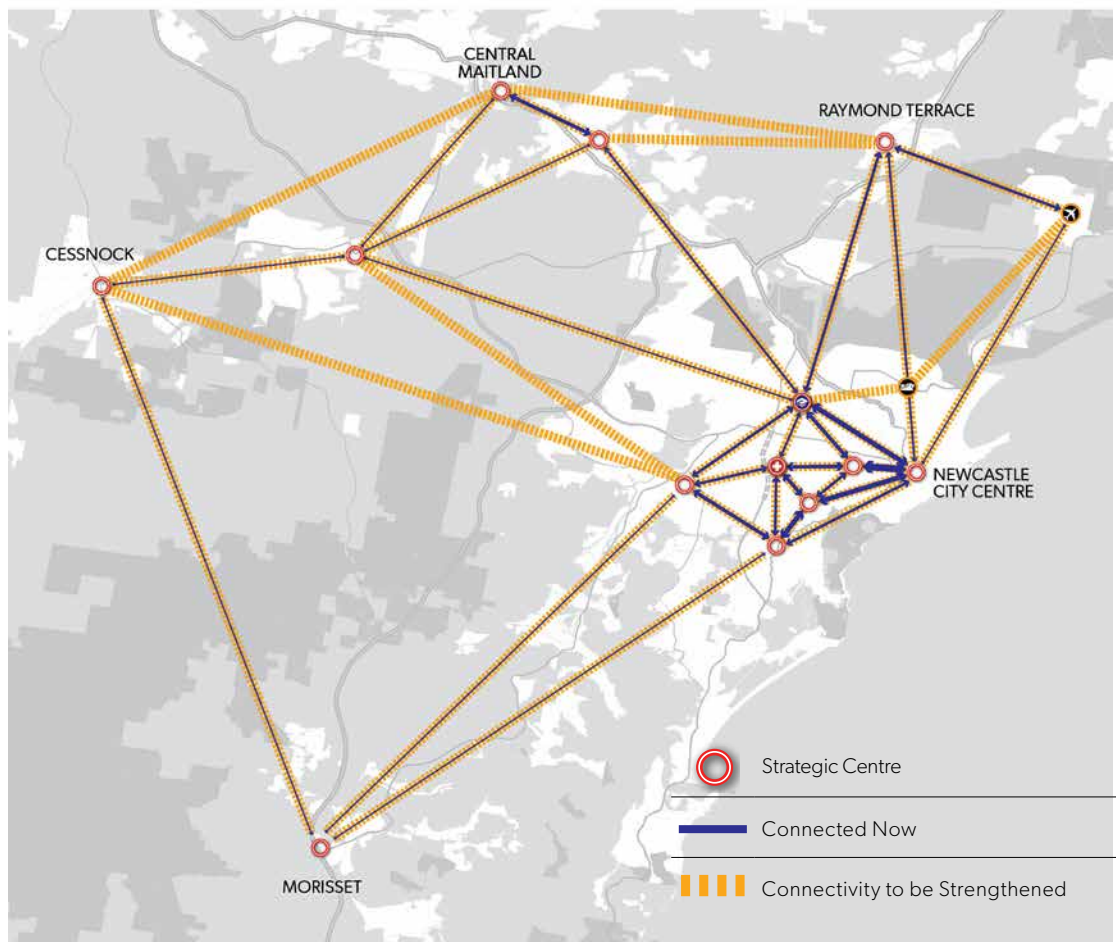 CENTRAL
MAITLAND
RAYMOND TERRACE
CESSNOCK
NEWCASTLE
CITY CENTRE
MORISSET
Strategic Centre
Connected Now
Connectivity to be Strengthened